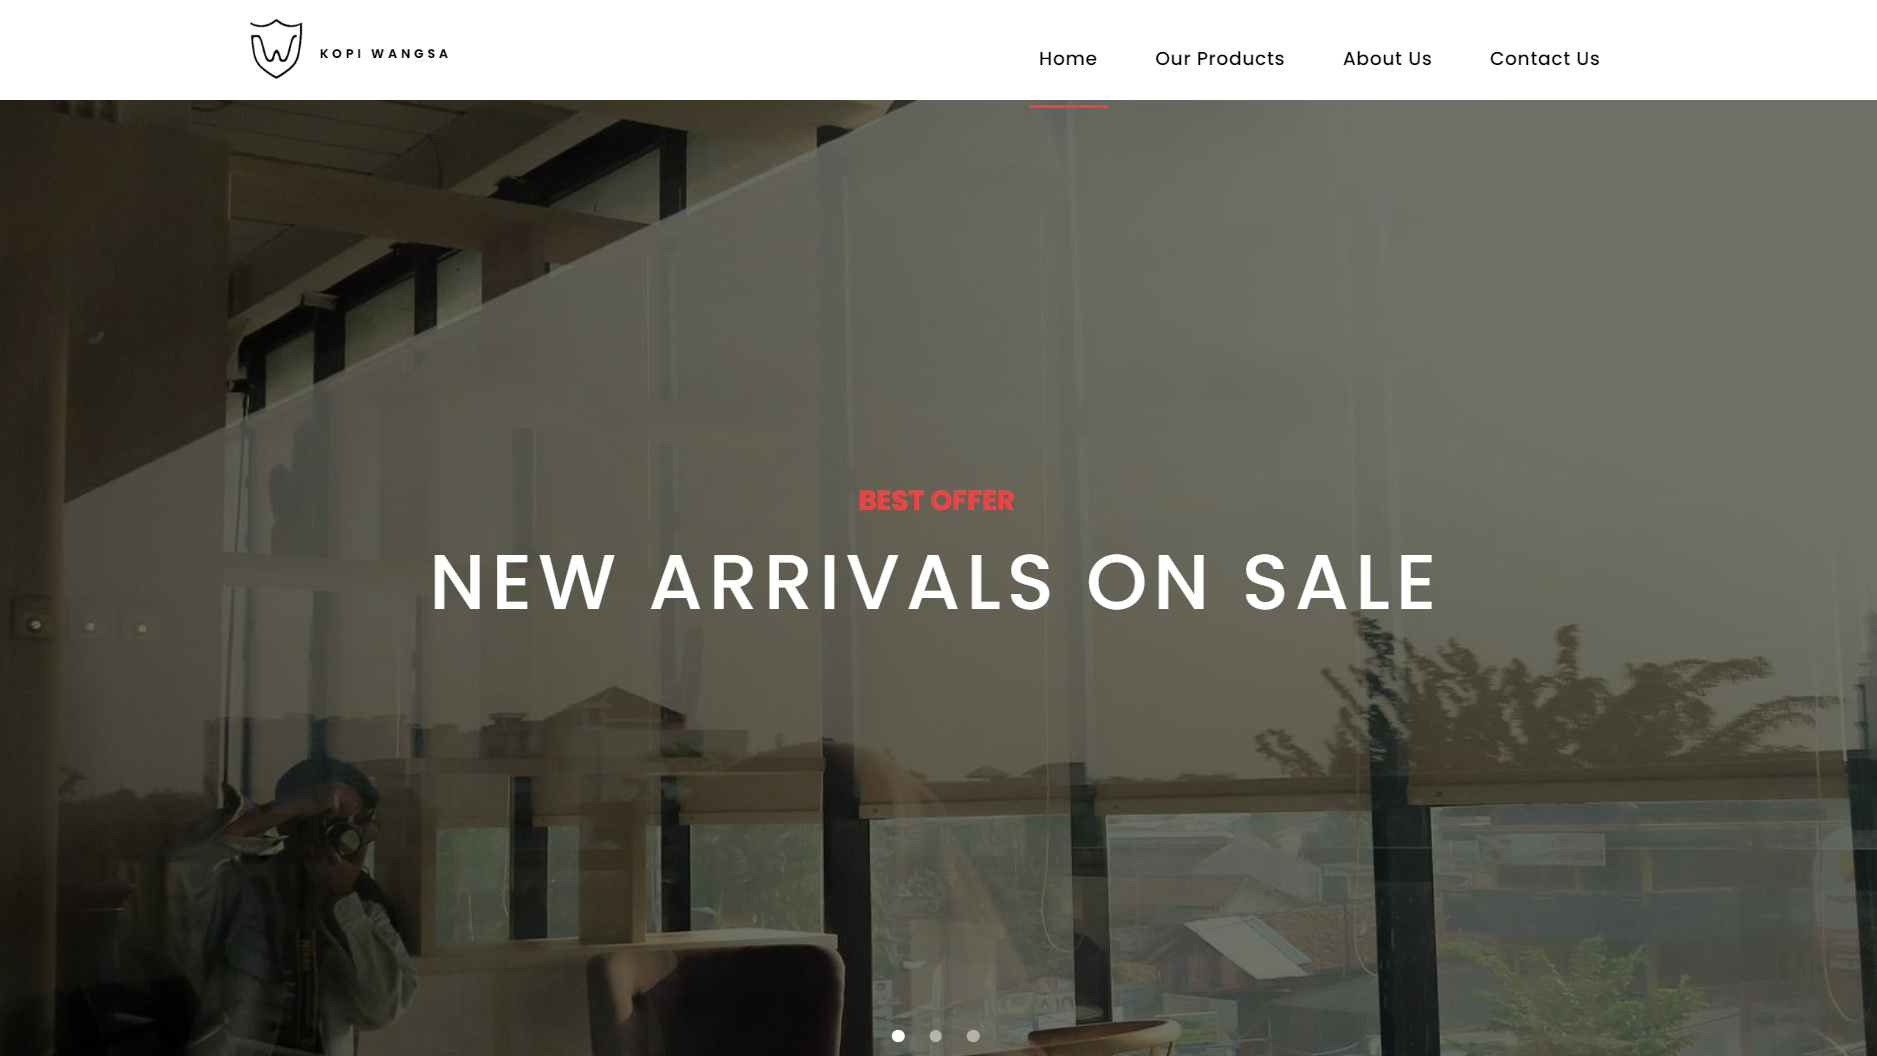 KOPI WANGSA
Home
Our Products
About Us
Contact Us
BEST OFFER
NEW ARRIVALS ON SALE